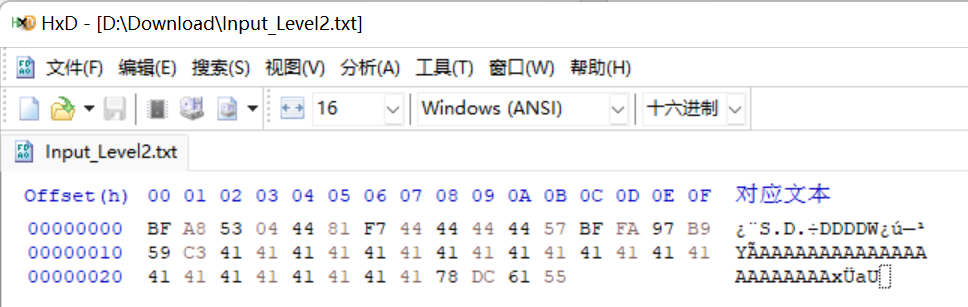 HxD - [D:\Download\Input_Level2.txt]
文件(F) 编辑(E) 搜索(S) 视图(V) 分析(A) 工具(T) 窗口(W) 帮助(H)
16 Windows (ANSI) 十六进制
Input_Level2.txt
Offset(h) 00 01 02 03 04 05 06 07 08 09 0A 0B 0C 0D 0E 0F 对应文本
00000000 BF A8 53 04 44 81 F7 44 44 44 44 57 BF FA 97 B9 ¿¨S.D.÷DDDDW¿ú—¹
00000010 59 C3 41 41 41 41 41 41 41 41 41 41 41 41 41 41 YÃAAAAAAAAAAAAAA
00000020 41 41 41 41 41 41 41 41 78 DC 61 55 AAAAAAAAxÜaU